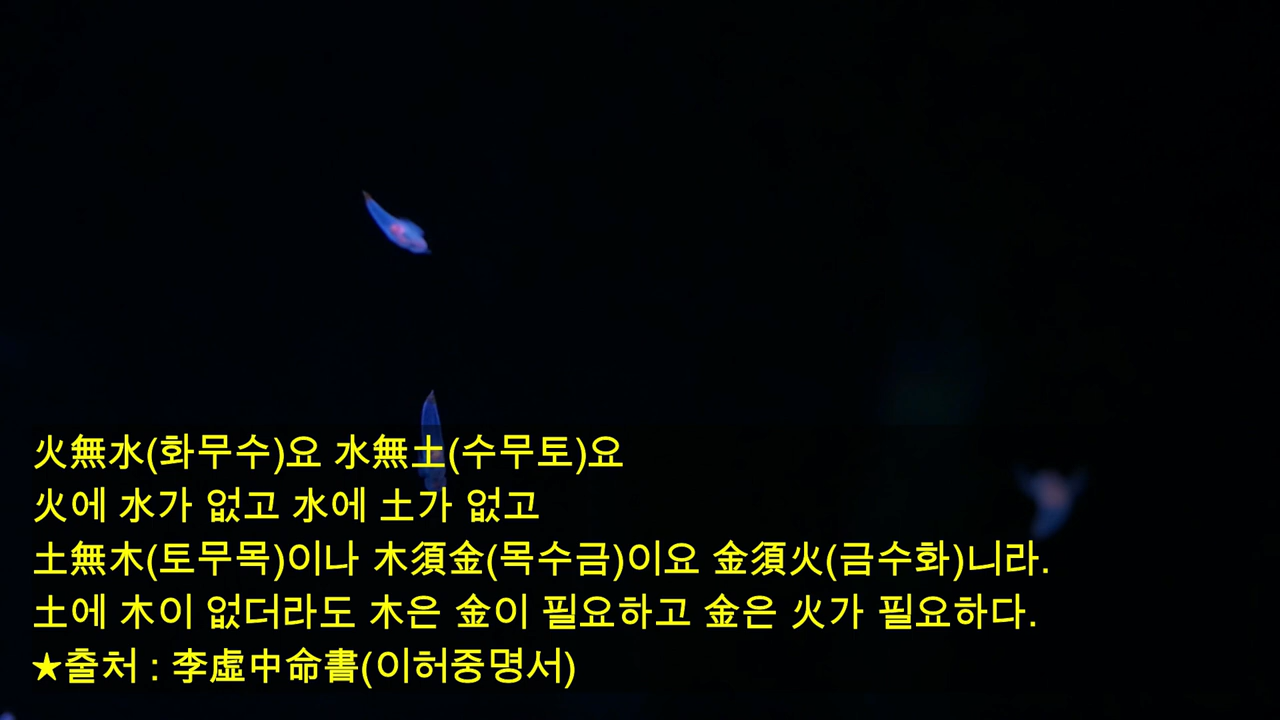 火無水(화무수)요 水無土(수무토)요
火에 水가 없고 水에 土가 없고
土無木(토무목)이나 木須金(목수금)이요 金須火(금수화)니라.
土에 木이 없더라도 木은 金이 필요하고 金은 火가 필요하다.
★출처 : 李虛中命書(이허중명서)